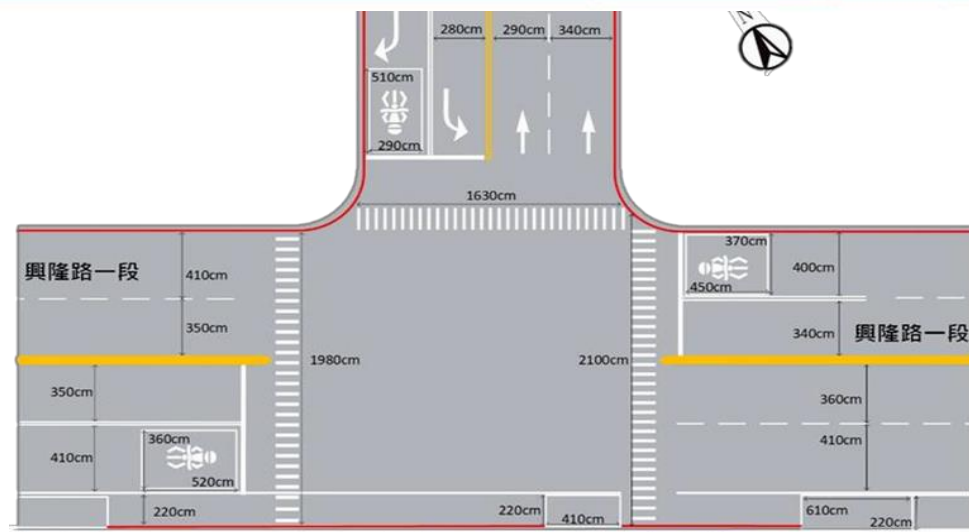 280cm 290cm 340cm
N
510cm
290cm
1630cm
興隆路一段
410cm
370cm
400cm
450cm
350cm
340cm
興隆路一段
1980cm
2100cm
350cm
360cm
360cm
410cm
410cm
520cm
220cm
220cm
410cm
610cm
220cm